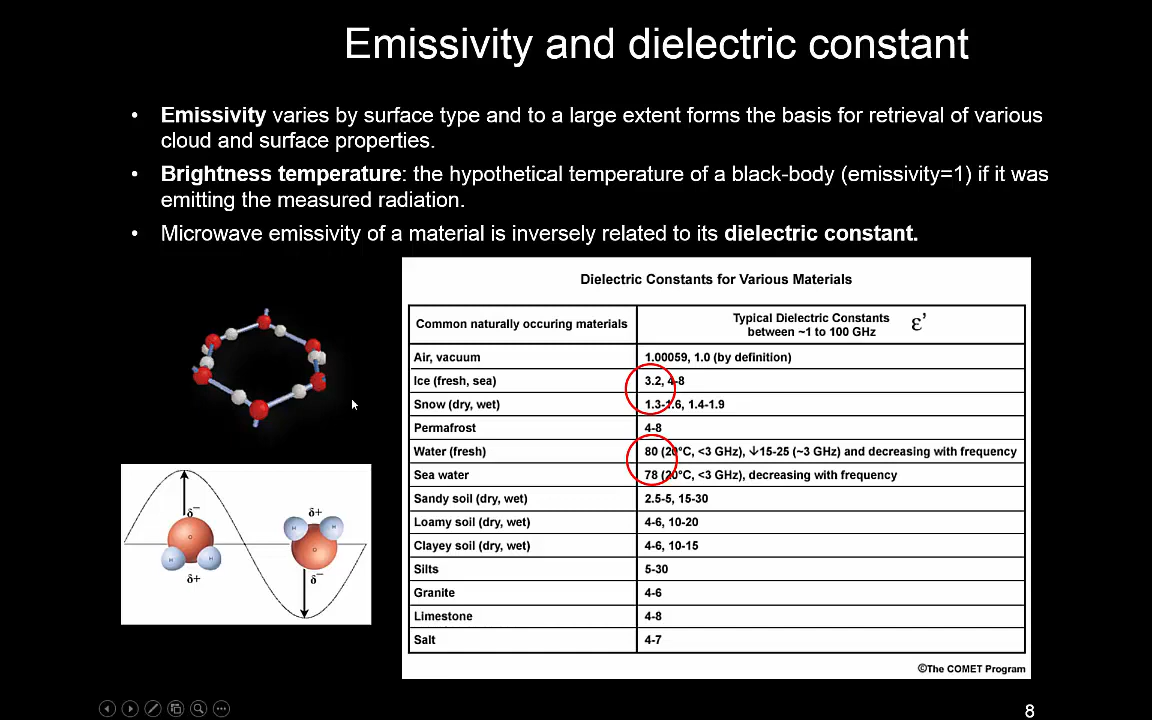 Emissivity and dielectric constant
• Emissivity varies by surface type and to a large extent forms the basis for retrieval of various
cloud and surface properties.
• Brightness temperature: the hypothetical temperature of a black-body (emissivity=1) if it was
emitting the measured radiation.
• Microwave emissivity of a material is inversely related to its dielectric constant.
Dielectric Constants for Various Materials
Common naturally occuring materials
Typical Dielectric Constants
between ~1 to 100 GHz
ε'
Air, vacuum 1.00059, 1.0 (by definition)
Ice (fresh, sea) 3.2, 4-8
Snow (dry, wet) 1.3-1.6, 1.4-1.9
Permafrost 4-8
Water (fresh) 80 (20°C, <3 GHz), ↓15-25 (~3 GHz) and decreasing with frequency
Sea water 78 (20°C, <3 GHz), decreasing with frequency
Sandy soil (dry, wet) 2.5-5, 15-30
Loamy soil (dry, wet) 4-6, 10-20
Clayey soil (dry, wet) 4-6, 10-15
Silts 5-30
Granite 4-6
Limestone 4-8
Salt 4-7
©The COMET Program
δ−
O
H H
δ+
δ+
H H
O
δ−
8